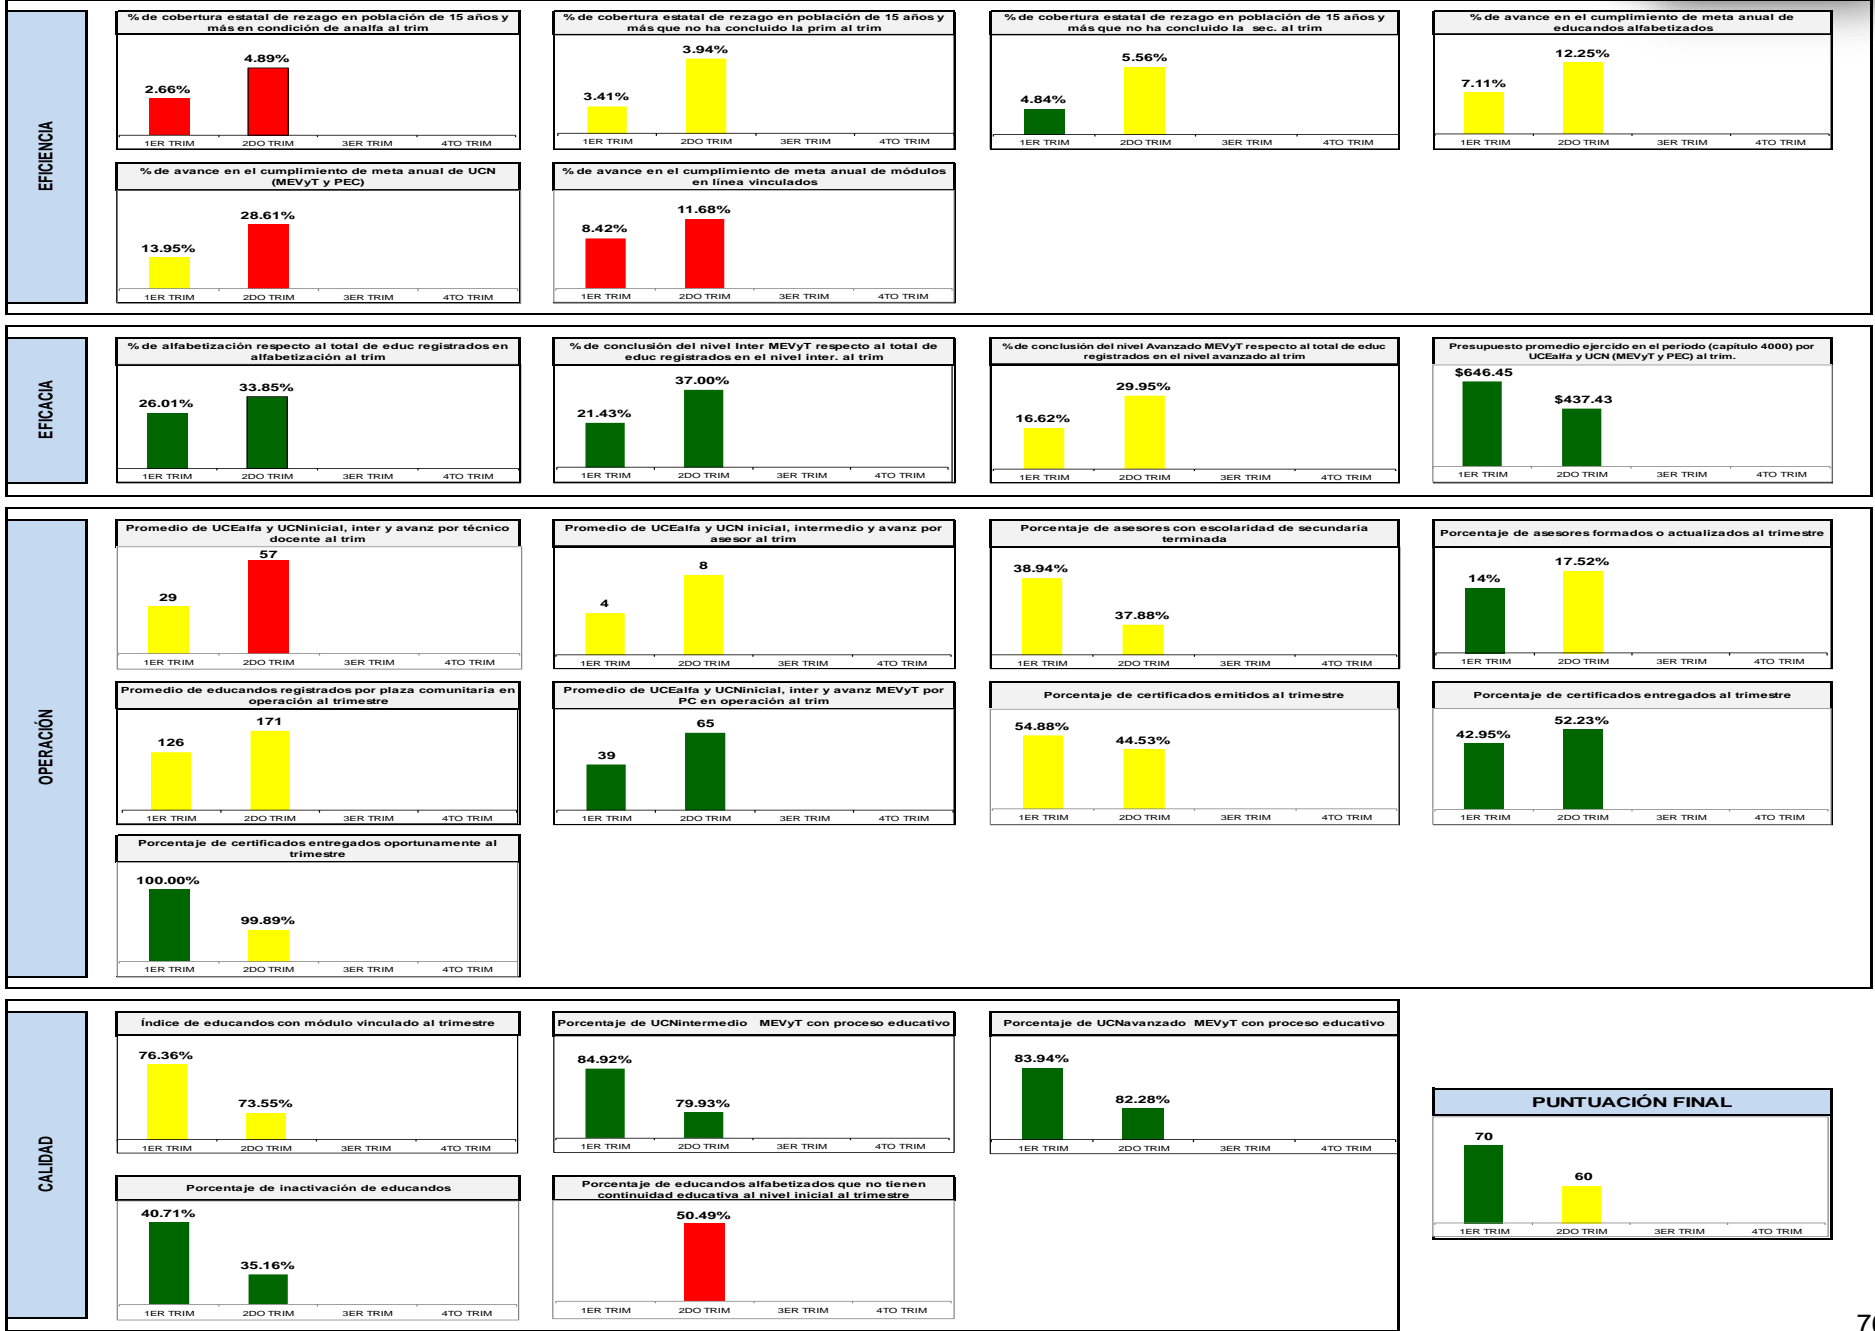 EFICIENCIA
% de cobertura estatal de rezago en población de 15 años y
más en condición de analfa al trim
2.66%
4.89%
1ER TRIM 2DO TRIM 3ER TRIM 4TO TRIM
% de cobertura estatal de rezago en población de 15 años y
más que no ha concluido la prim al trim
3.41%
3.94%
1ER TRIM 2DO TRIM 3ER TRIM 4TO TRIM
% de cobertura estatal de rezago en población de 15 años y
más que no ha concluido la sec. al trim
4.84%
5.56%
1ER TRIM 2DO TRIM 3ER TRIM 4TO TRIM
% de avance en el cumplimiento de meta anual de
educandos alfabetizados
7.11%
12.25%
1ER TRIM 2DO TRIM 3ER TRIM 4TO TRIM
% de avance en el cumplimiento de meta anual de UCN
(MEVyT y PEC)
13.95%
28.61%
1ER TRIM 2DO TRIM 3ER TRIM 4TO TRIM
% de avance en el cumplimiento de meta anual de módulos
en línea vinculados
8.42%
11.68%
1ER TRIM 2DO TRIM 3ER TRIM 4TO TRIM
EFICACIA
% de alfabetización respecto al total de educ registrados en
alfabetización al trim
26.01%
33.85%
1ER TRIM 2DO TRIM 3ER TRIM 4TO TRIM
% de conclusión del nivel Inter MEVyT respecto al total de
educ registrados en el nivel inter. al trim
21.43%
37.00%
1ER TRIM 2DO TRIM 3ER TRIM 4TO TRIM
% de conclusión del nivel Avanzado MEVyT respecto al total de educ
registrados en el nivel avanzado al trim
16.62%
29.95%
1ER TRIM 2DO TRIM 3ER TRIM 4TO TRIM
Presupuesto promedio ejercido en el periodo (capítulo 4000) por
UCEalfa y UCN (MEVyT y PEC) al trim.
$646.45
$437.43
1ER TRIM 2DO TRIM 3ER TRIM 4TO TRIM
OPERACIÓN
Promedio de UCEalfa y UCNinicial, inter y avanz por técnico
docente al trim
29
57
1ER TRIM 2DO TRIM 3ER TRIM 4TO TRIM
Promedio de UCEalfa y UCN inicial, intermedio y avanz por
asesor al trim
4
8
1ER TRIM 2DO TRIM 3ER TRIM 4TO TRIM
Porcentaje de asesores con escolaridad de secundaria
terminada
38.94%
37.88%
1ER TRIM 2DO TRIM 3ER TRIM 4TO TRIM
Porcentaje de asesores formados o actualizados al trimestre
14%
17.52%
1ER TRIM 2DO TRIM 3ER TRIM 4TO TRIM
Promedio de educandos registrados por plaza comunitaria en
operación al trimestre
126
171
1ER TRIM 2DO TRIM 3ER TRIM 4TO TRIM
Promedio de UCEalfa y UCNinicial, inter y avanz MEVyT por
PC en operación al trim
39
65
1ER TRIM 2DO TRIM 3ER TRIM 4TO TRIM
Porcentaje de certificados emitidos al trimestre
54.88%
44.53%
1ER TRIM 2DO TRIM 3ER TRIM 4TO TRIM
Porcentaje de certificados entregados al trimestre
42.95%
52.23%
1ER TRIM 2DO TRIM 3ER TRIM 4TO TRIM
Porcentaje de certificados entregados oportunamente al
trimestre
100.00%
99.89%
1ER TRIM 2DO TRIM 3ER TRIM 4TO TRIM
CALIDAD
Índice de educandos con módulo vinculado al trimestre
76.36%
73.55%
1ER TRIM 2DO TRIM 3ER TRIM 4TO TRIM
Porcentaje de UCNintermedio MEVyT con proceso educativo
84.92%
79.93%
1ER TRIM 2DO TRIM 3ER TRIM 4TO TRIM
Porcentaje de UCNavanzado MEVyT con proceso educativo
83.94%
82.28%
1ER TRIM 2DO TRIM 3ER TRIM 4TO TRIM
Porcentaje de inactivación de educandos
40.71%
35.16%
1ER TRIM 2DO TRIM 3ER TRIM 4TO TRIM
Porcentaje de educandos alfabetizados que no tienen
continuidad educativa al nivel inicial al trimestre
50.49%
1ER TRIM 2DO TRIM 3ER TRIM 4TO TRIM
PUNTUACIÓN FINAL
70
60
1ER TRIM 2DO TRIM 3ER TRIM 4TO TRIM